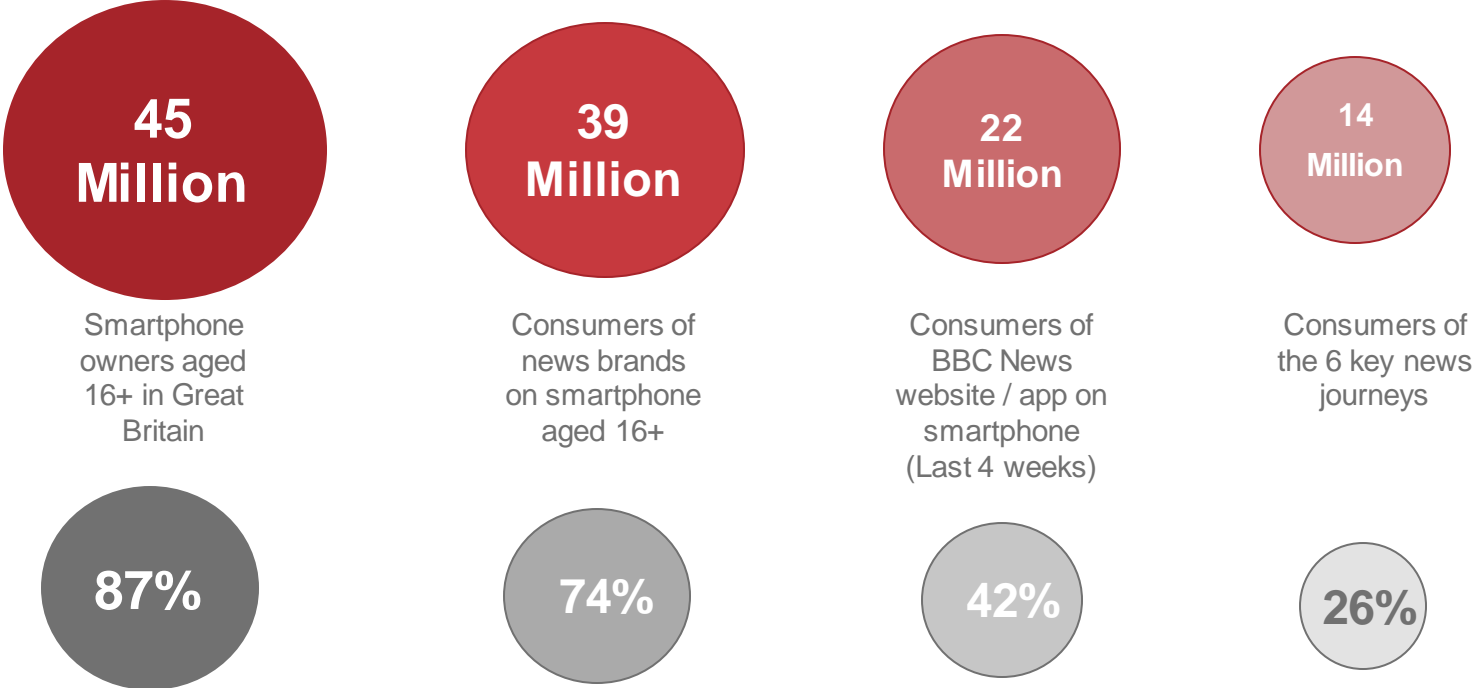 45
Million
39
Million
22
Million
14
Million
Smartphone
owners aged
16+ in Great
Britain
Consumers of
news brands
on smartphone
aged 16+
Consumers of
BBC News
website / app on
smartphone
(Last 4 weeks)
Consumers of
the 6 key news
journeys
87%
74%
42%
26%